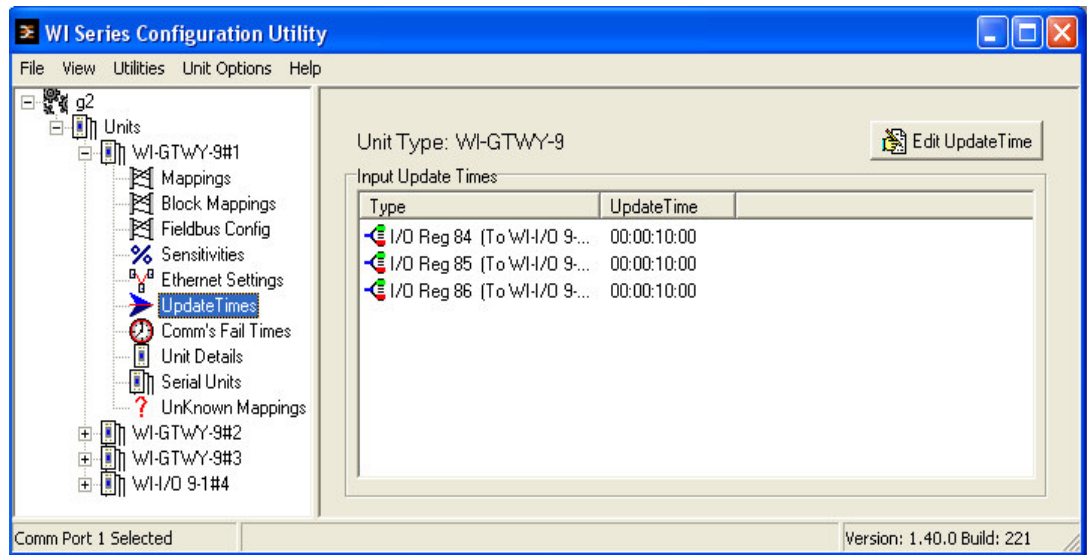 WI Series Configuration Utility
File View Utilities Unit Options Help
g2
Units
WI-GTWY-9#1
Mappings
Block Mappings
Fieldbus Config
Sensitivities
Ethernet Settings
UpdateTimes
Comm's Fail Times
Unit Details
Serial Units
UnKnown Mappings
WI-GTWY-9#2
WI-GTWY-9#3
WI-I/O 9-1#4
Unit Type: WI-GTWY-9
Edit UpdateTime
Input Update Times
Type UpdateTime
I/O Reg 84 (To WI-I/O 9-... 00:00:10:00
I/O Reg 85 (To WI-I/O 9-... 00:00:10:00
I/O Reg 86 (To WI-I/O 9-... 00:00:10:00
Comm Port 1 Selected
Version: 1.40.0 Build: 221